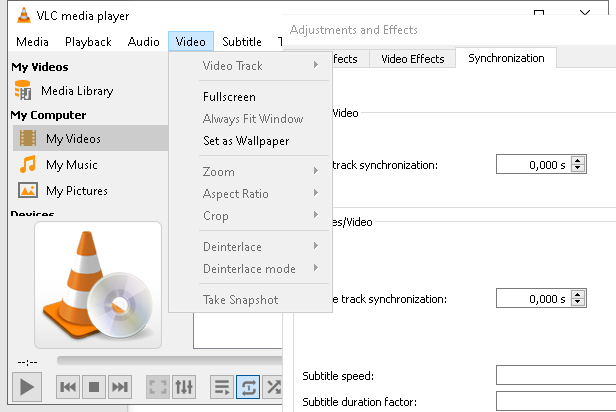 VLC media player
Media Playback Audio Video Subtitle T
Adjustments and Effects
ffects Video Effects Synchronization
My Videos
Media Library
My Computer
My Videos
My Music
My Pictures
Devices
Video Track
Fullscreen
Always Fit Window
Set as Wallpaper
Zoom
Aspect Ratio
Crop
Deinterlace
Deinterlace mode
Take Snapshot
/Video
track synchronization:
0,000 s
es/Video
e track synchronization:
0,000 s
Subtitle speed:
Subtitle duration factor:
--:--